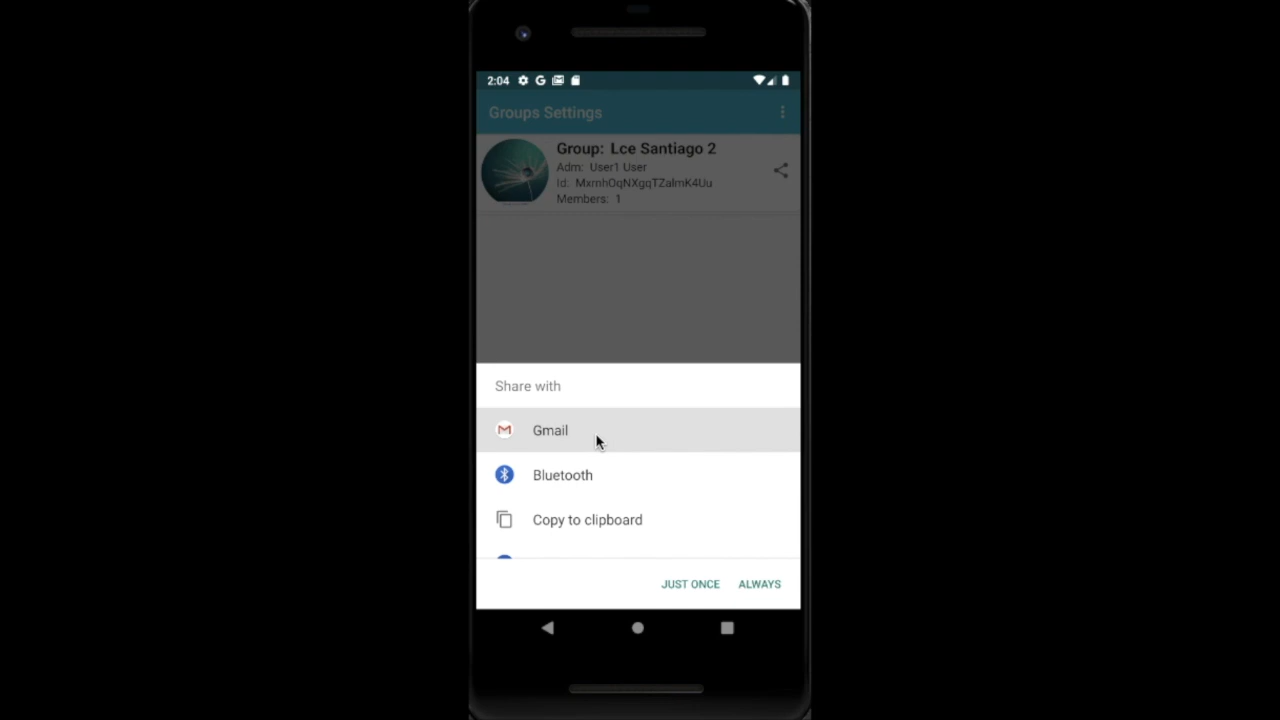 2:04
Groups Settings
Group: Lce Santiago 2
Adm: User1 User
Id: MxmhOqNXgqTZalmK4Uu
Members: 1
Share with
Gmail
Bluetooth
Copy to clipboard
JUST ONCE ALWAYS